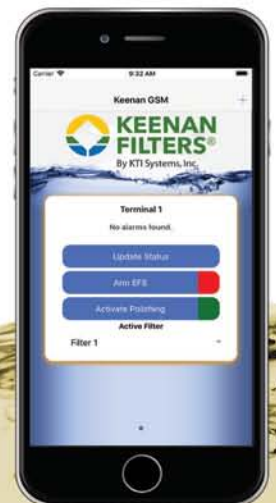 Carrier 9:32 AM
Keenan GSM +
KEENAN
FILTERS®
By KTI Systems, Inc.
Terminal 1
No alarms found.
Update Status
Arm EFS
Activate Polishing
Active Filter
Filter 1